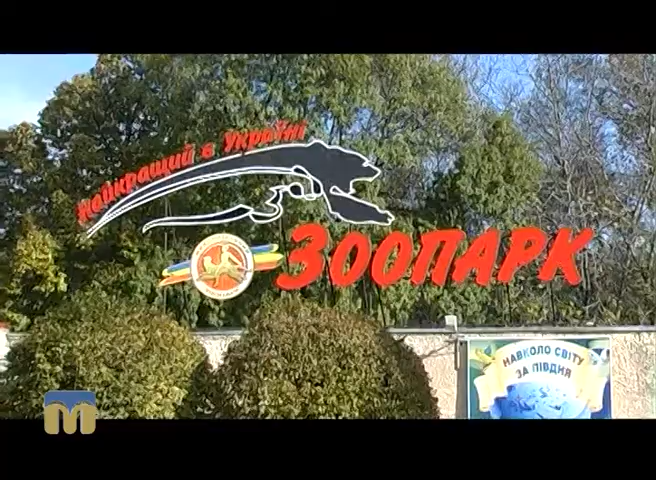 найкращий в Україні
ЗООПАРК
НАВКОЛО СВІТУ
ЗА ПІВДНЯ
М